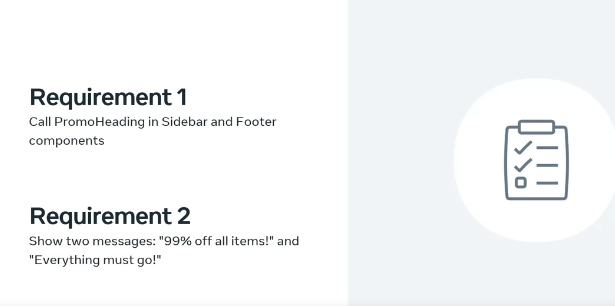 Requirement 1
Call PromoHeading in Sidebar and Footer
components
Requirement 2
Show two messages: "99% off all items!" and
"Everything must go!"